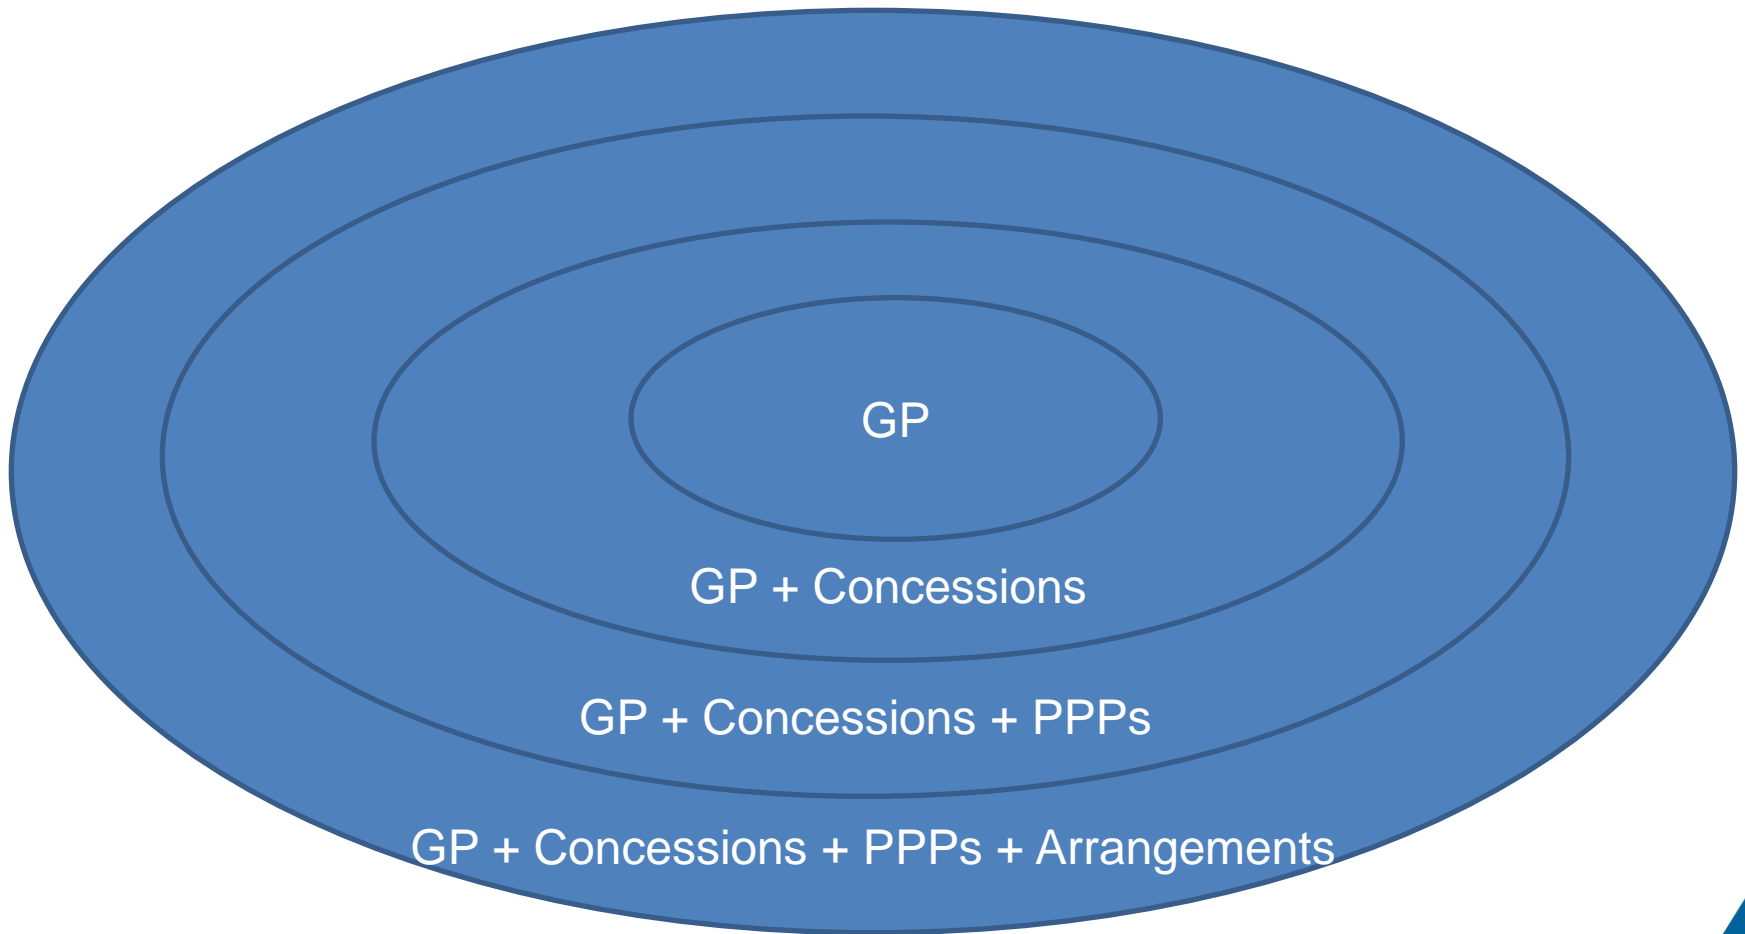 GP
GP + Concessions
GP + Concessions + PPPs
GP + Concessions + PPPs + Arrangements